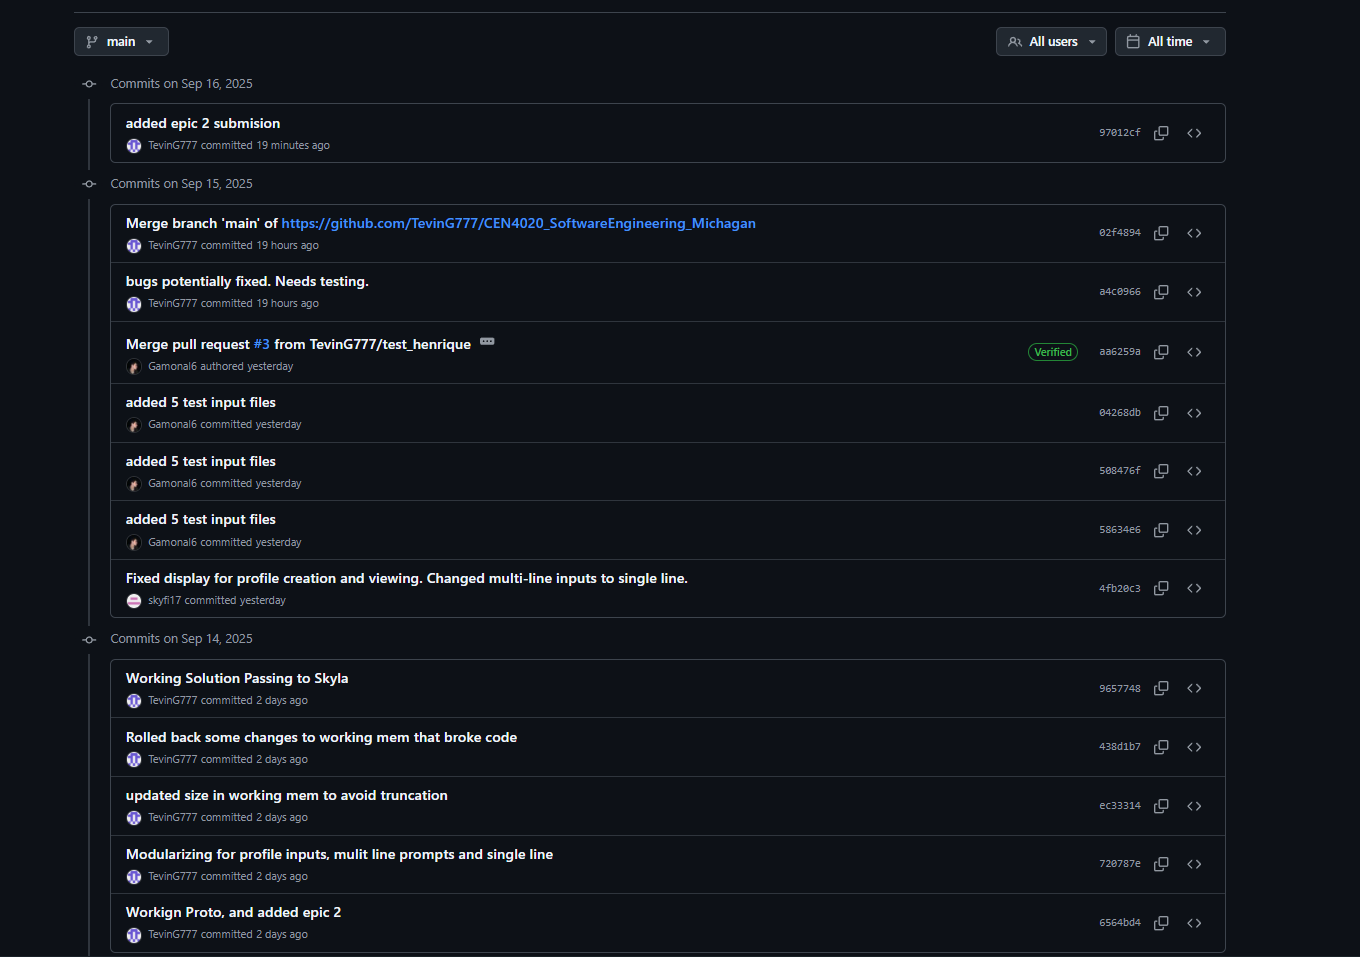 main
All users
All time
Commits on Sep 16, 2025
added epic 2 submision
97012cf
TevinG777 committed 19 minutes ago
Commits on Sep 15, 2025
Merge branch 'main' of https://github.com/TevinG777/CEN4020_SoftwareEngineering_Michagan
02f4894
TevinG777 committed 19 hours ago
bugs potentially fixed. Needs testing.
a4c0966
TevinG777 committed 19 hours ago
Merge pull request #3 from TevinG777/test_henrique
Verified
aa6259a
Gamonal6 authored yesterday
added 5 test input files
04268db
Gamonal6 committed yesterday
added 5 test input files
508476f
Gamonal6 committed yesterday
added 5 test input files
58634e6
Gamonal6 committed yesterday
Fixed display for profile creation and viewing. Changed multi-line inputs to single line.
4fb20c3
skyfi17 committed yesterday
Commits on Sep 14, 2025
Working Solution Passing to Skyla
9657748
TevinG777 committed 2 days ago
Rolled back some changes to working mem that broke code
438d1b7
TevinG777 committed 2 days ago
updated size in working mem to avoid truncation
ec33314
TevinG777 committed 2 days ago
Modularizing for profile inputs, mulit line prompts and single line
720787e
TevinG777 committed 2 days ago
Workign Proto, and added epic 2
6564bd4
TevinG777 committed 2 days ago